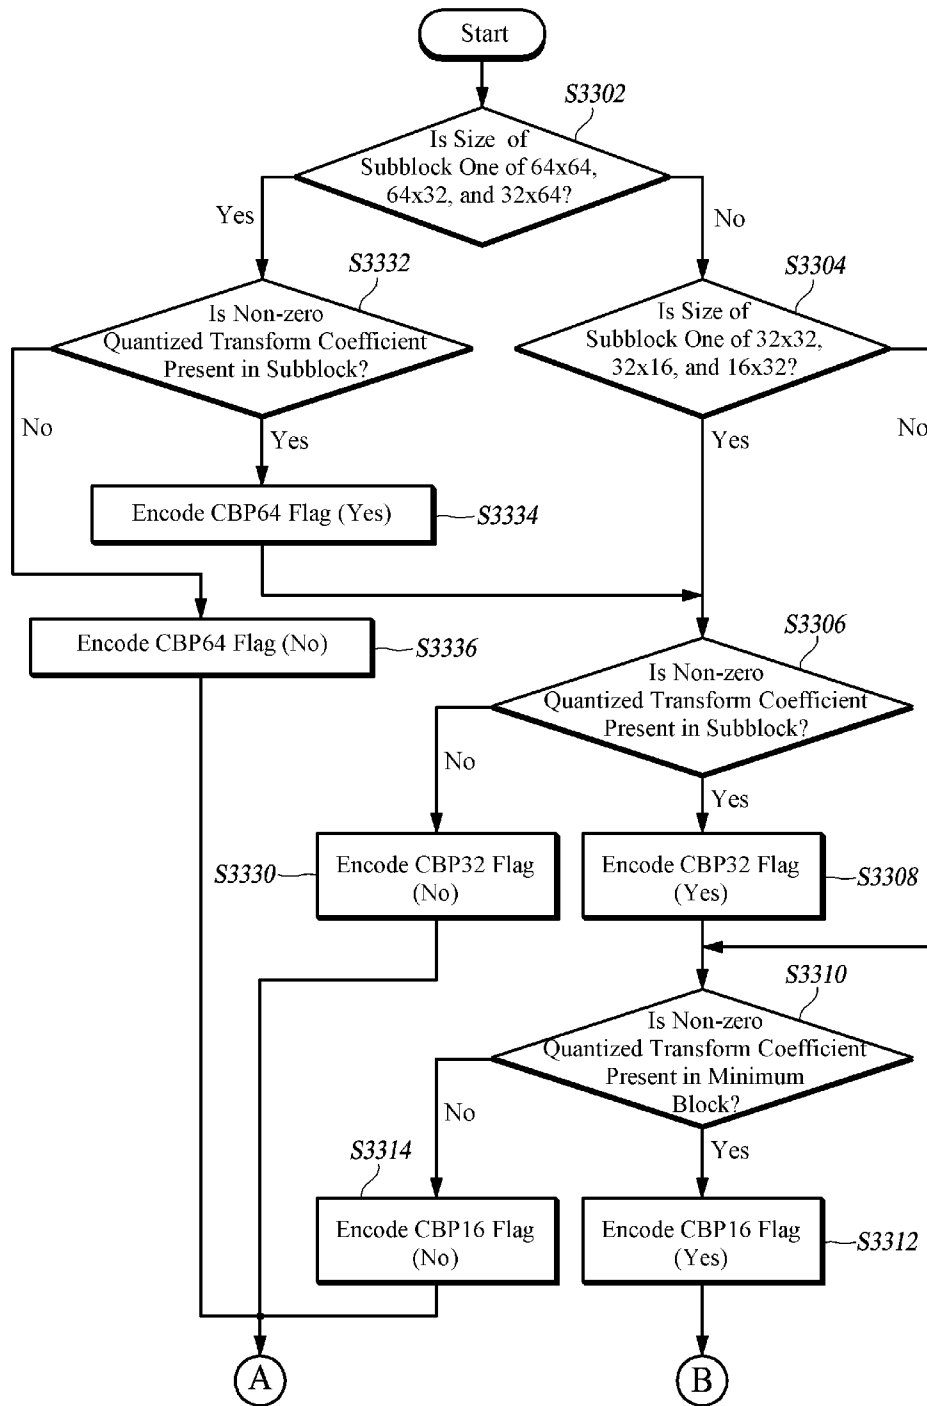 Start
S3302
Is Size of
Subblock One of 64x64,
64x32, and 32x64?
Yes
No
S3332
Is Non-zero
Quantized Transform Coefficient
Present in Subblock?
S3304
Is Size of
Subblock One of 32x32,
32x16, and 16x32?
No
Yes
Yes
No
Encode CBP64 Flag (Yes)
S3334
Encode CBP64 Flag (No)
S3336
S3306
Is Non-zero
Quantized Transform Coefficient
Present in Subblock?
No
Yes
S3330
Encode CBP32 Flag
(No)
Encode CBP32 Flag
(Yes)
S3308
S3310
Is Non-zero
Quantized Transform Coefficient
Present in Minimum
Block?
No
Yes
S3314
Encode CBP16 Flag
(No)
Encode CBP16 Flag
(Yes)
S3312
A
B